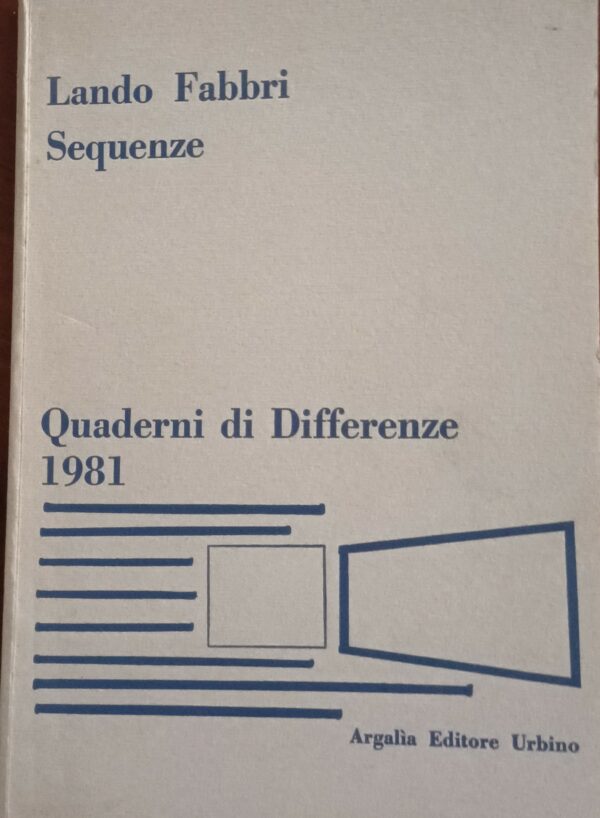 Lando Fabbri
Sequenze
Quaderni di Differenze
1981
Argalìa Editore Urbino